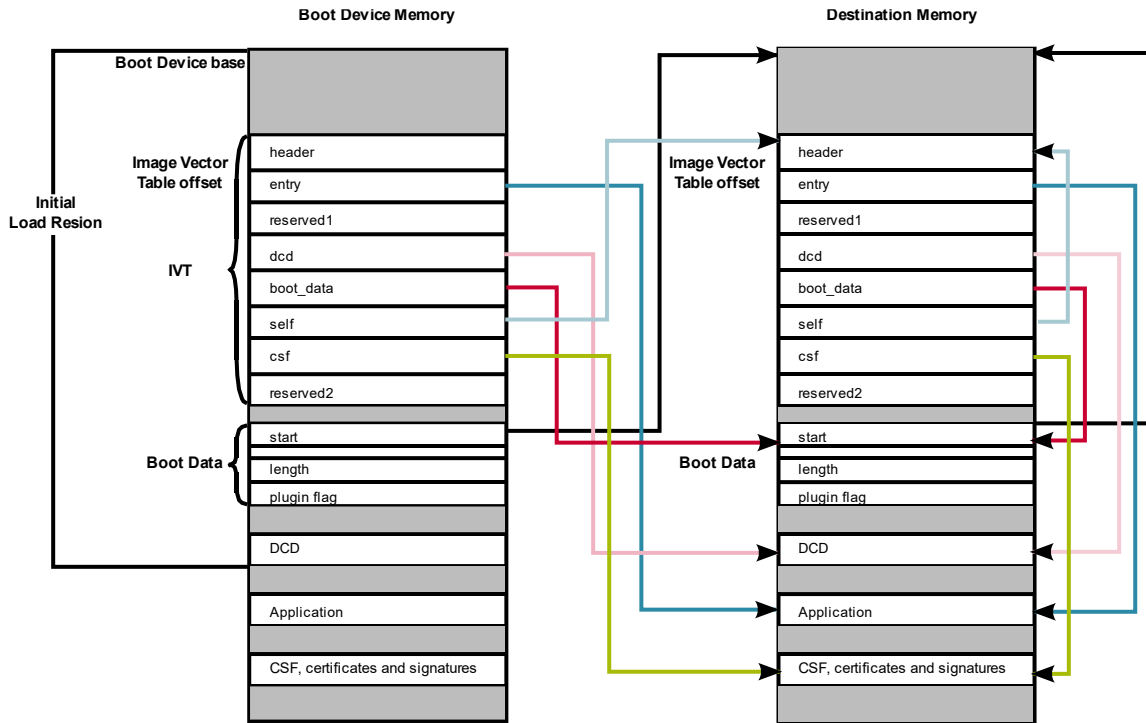 Boot Device Memory
Destination Memory
Boot Device base
header
Image Vector
Table offset
entry
reserved1
Initial
Load Resion
dcd
IVT
boot_data
self
csf
reserved2
start
Boot Data
length
plugin flag
DCD
Application
CSF, certificates and signatures
header
Image Vector
Table offset
entry
reserved1
dcd
boot_data
self
csf
reserved2
start
Boot Data
length
plugin flag
DCD
Application
CSF, certificates and signatures